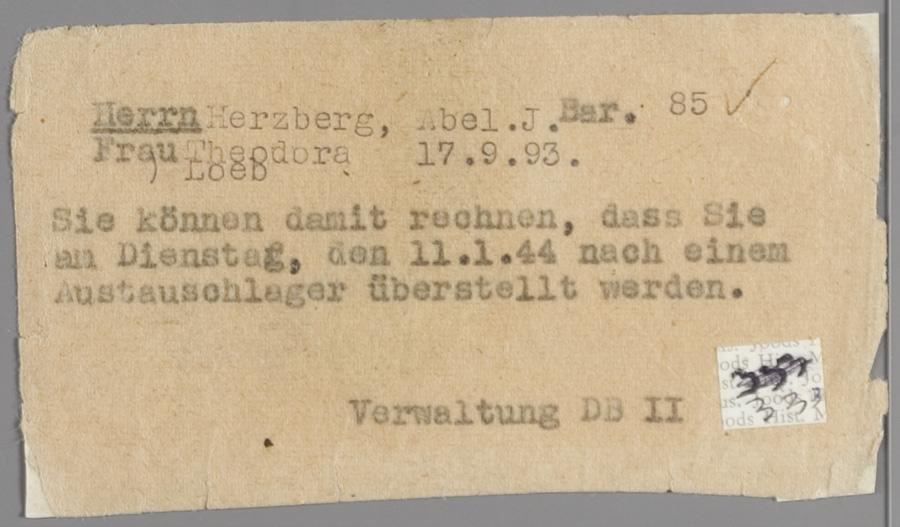 Herrn Herzberg, Abel.J. Bar. 85
Frau Theodora 17.9.93.
Loeb
Sie können damit rechnen, dass Sie
am Dienstag, den 11.1.44 nach einem
Austauschlager überstellt werden.
Verwaltung DB II
333